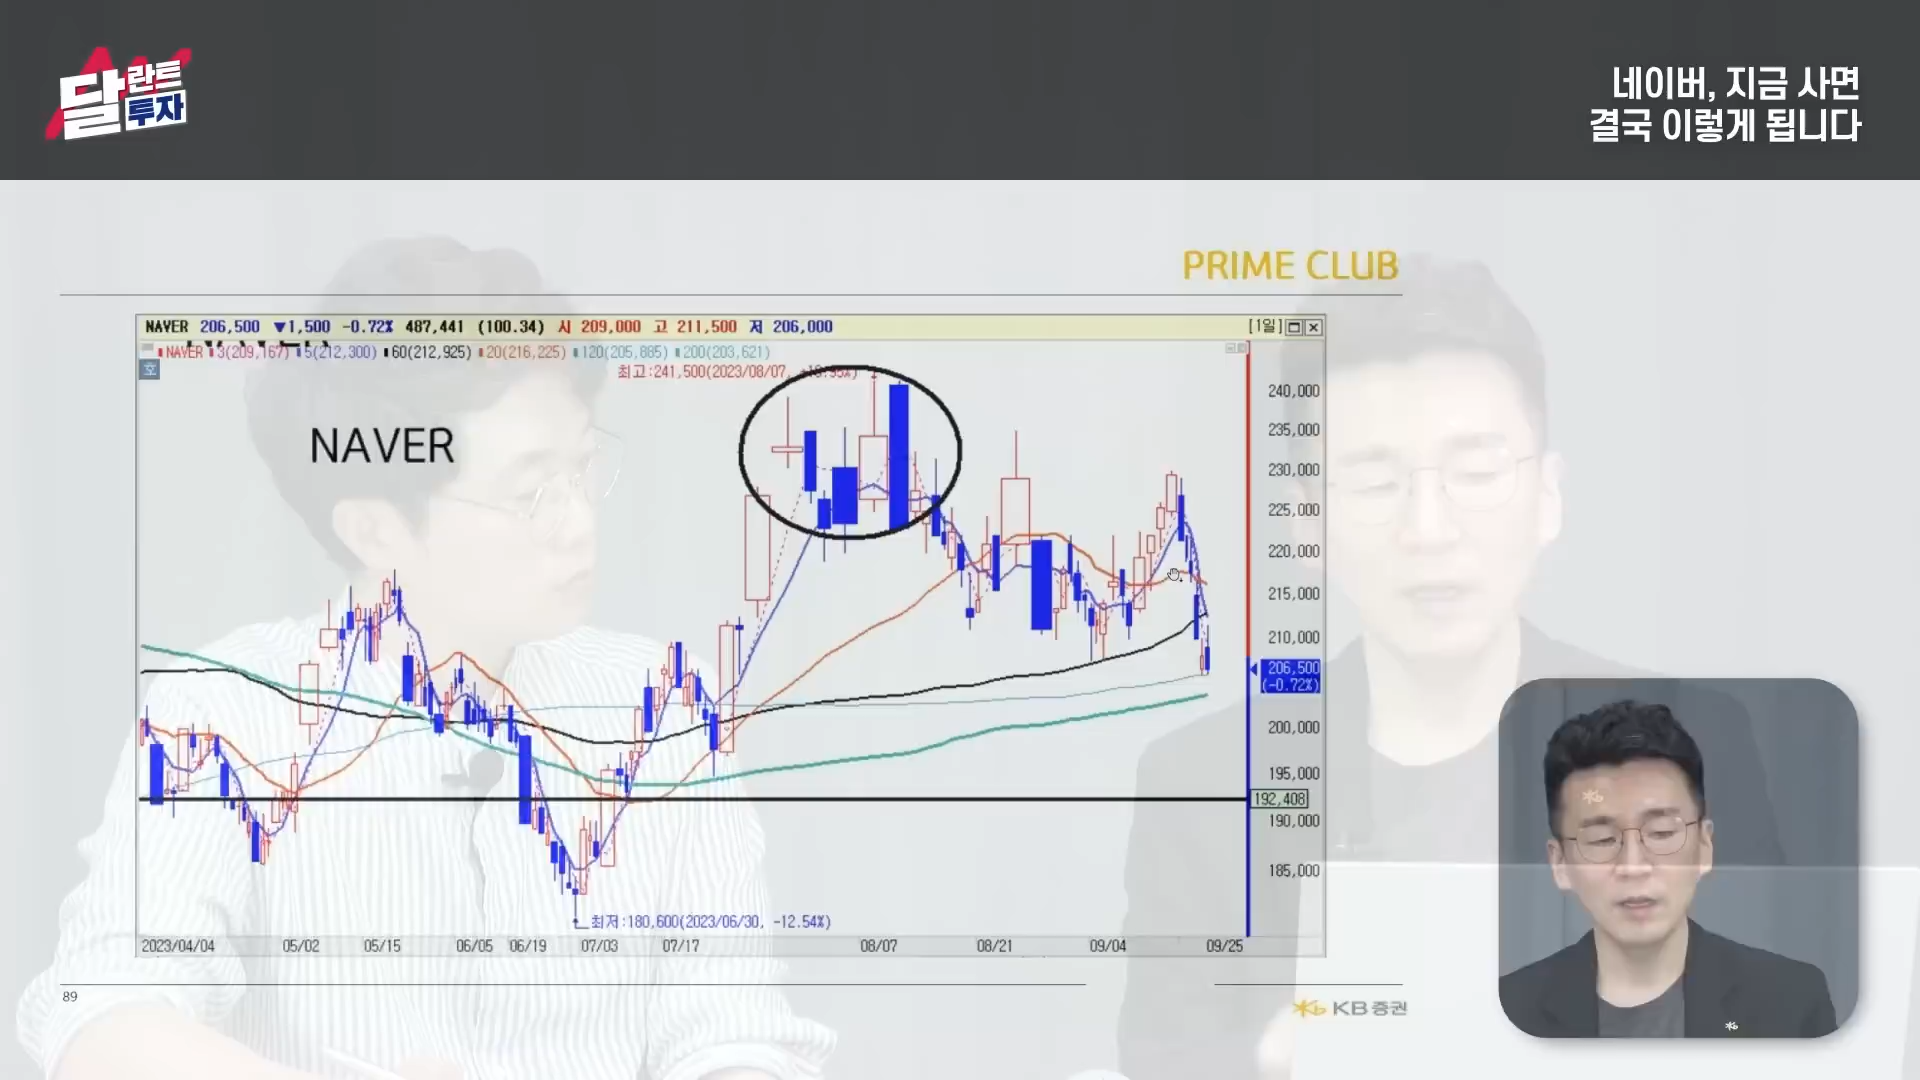 달란트
투자
네이버, 지금 사면
결국 이렇게 됩니다
PRIME CLUB
NAVER 206,500 ▼1,500 -0.72% 487,441 (100.34) 시 209,000 고 211,500 저 206,000 [1일]
NAVER 3(209,167) 5(212,300) 60(212,925) 20(216,225) 120(205,885) 200(203,621)
호
최고:241,500(2023/08/07,
NAVER
240,000
235,000
230,000
225,000
220,000
215,000
210,000
206,500
(-0.72%)
200,000
195,000
192,408
190,000
185,000
최저:180,600(2023/06/30, -12.54%)
2023/04/04 05/02 05/15 06/05 06/19 07/03 07/17 08/07 08/21 09/04 09/25
89
KB증권